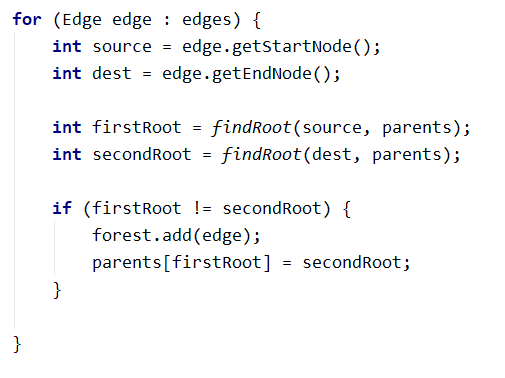 for (Edge edge : edges) {
    int source = edge.getStartNode();
    int dest = edge.getEndNode();

    int firstRoot = findRoot(source, parents);
    int secondRoot = findRoot(dest, parents);

    if (firstRoot != secondRoot) {
        forest.add(edge);
        parents[firstRoot] = secondRoot;
    }

}